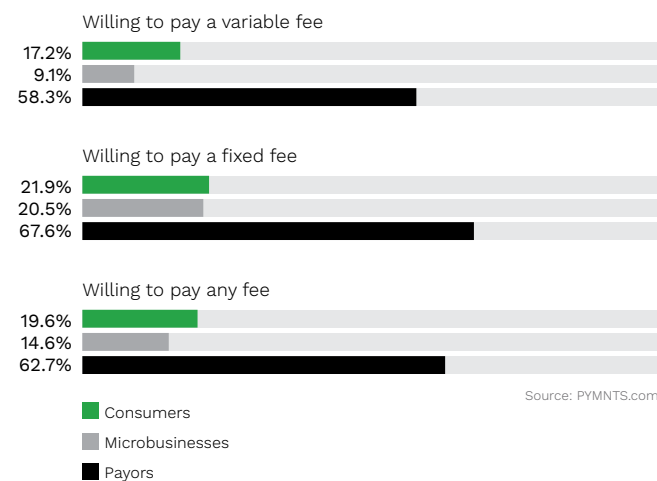 Willing to pay a variable fee
17.2%
9.1%
58.3%
Willing to pay a fixed fee
21.9%
20.5%
67.6%
Willing to pay any fee
19.6%
14.6%
62.7%
Source: PYMNTS.com
Consumers
Microbusinesses
Payors